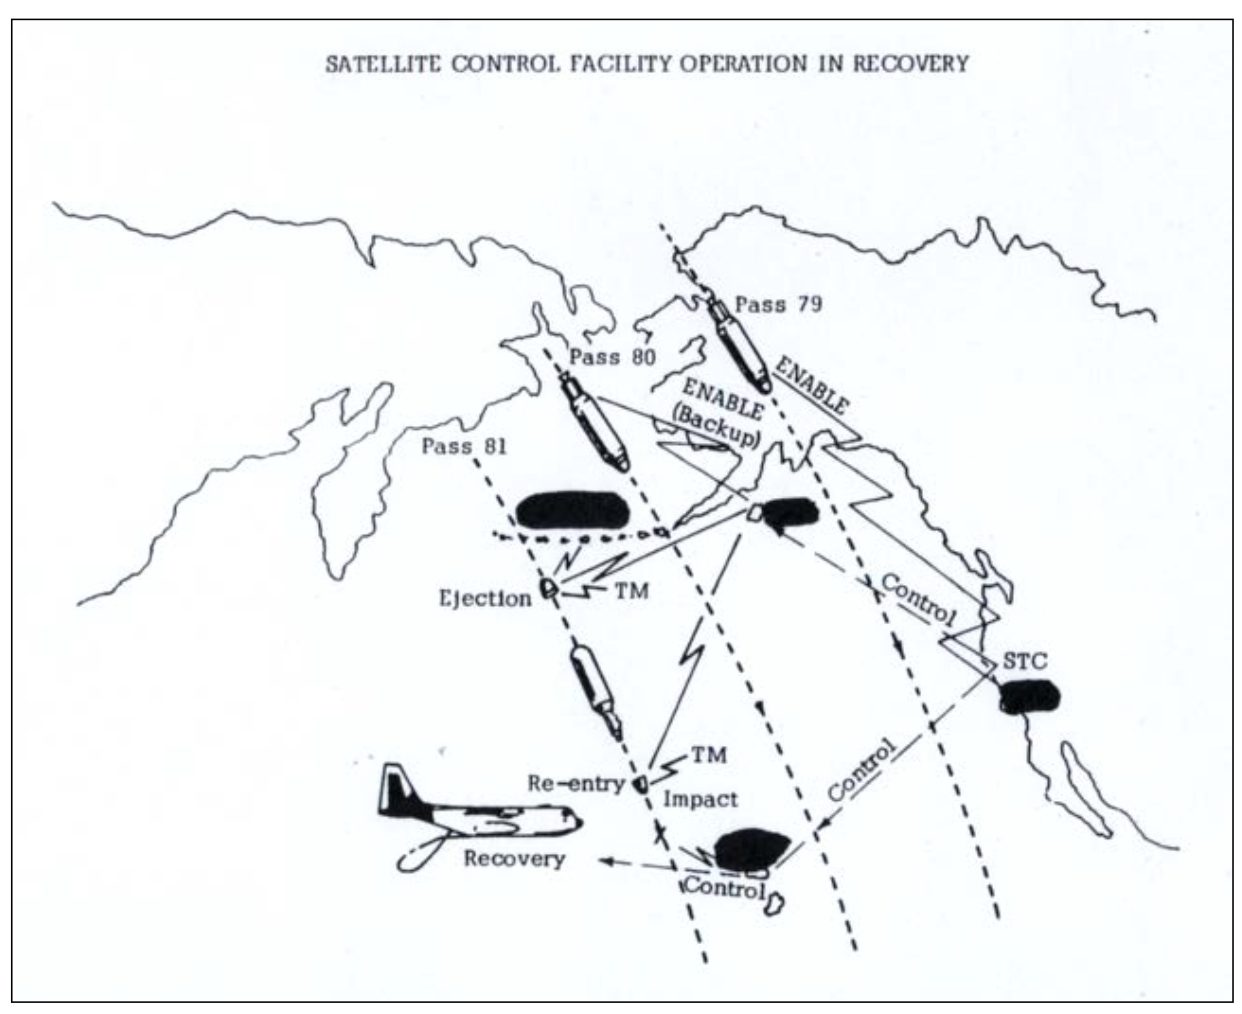 SATELLITE CONTROL FACILITY OPERATION IN RECOVERY
Pass 79
Pass 80
ENABLE
ENABLE
(Backup)
Pass 81
Ejection
TM
Control
STC
TM
Re-entry
Impact
Control
Recovery
Control